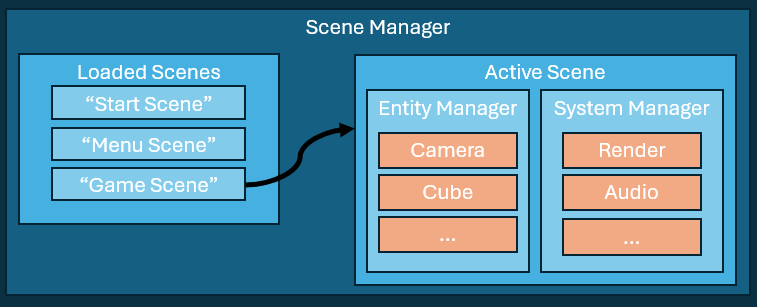 Scene Manager
Loaded Scenes
“Start Scene”
“Menu Scene”
“Game Scene”
Active Scene
Entity Manager
Camera
Cube
...
System Manager
Render
Audio
...